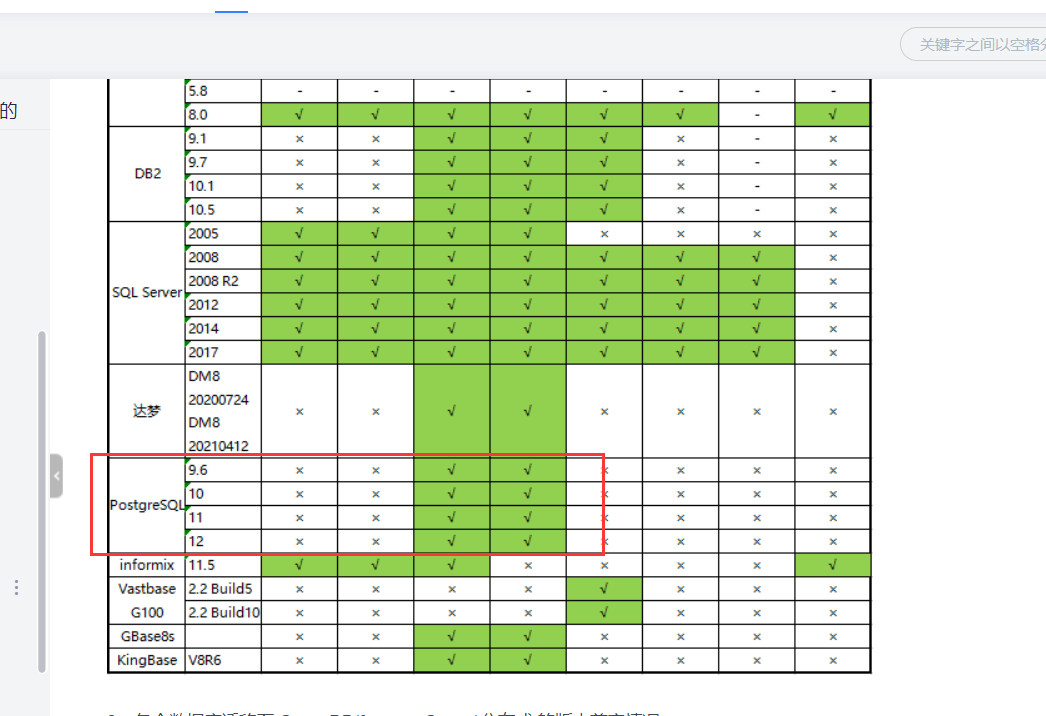 关键字之间以空格分
的
5.8 - - - - - - - -
8.0 √ √ √ √ √ √ - √
DB2
9.1 × × √ √ √ × - ×
9.7 × × √ √ √ × - ×
10.1 × × √ √ √ × - ×
10.5 × × √ √ √ × - ×
SQL Server
2005 √ √ √ √ × × × ×
2008 √ √ √ √ √ √ √ ×
2008 R2 √ √ √ √ √ √ √ ×
2012 √ √ √ √ √ √ √ ×
2014 √ √ √ √ √ √ √ ×
2017 √ √ √ √ √ √ √ ×
达梦
DM8
20200724
DM8
20210412
× × √ √ × × × ×
PostgreSQL
9.6 × × √ √ × × × ×
10 × × √ √ × × × ×
11 × × √ √ × × × ×
12 × × √ √ × × × ×
informix 11.5 √ √ √ × × × × √
Vastbase 2.2 Build5 × × × × √ × × ×
G100 2.2 Build10 × × × × √ × × ×
GBase8s × × √ √ × × × ×
KingBase V8R6 × × √ √ × × × ×